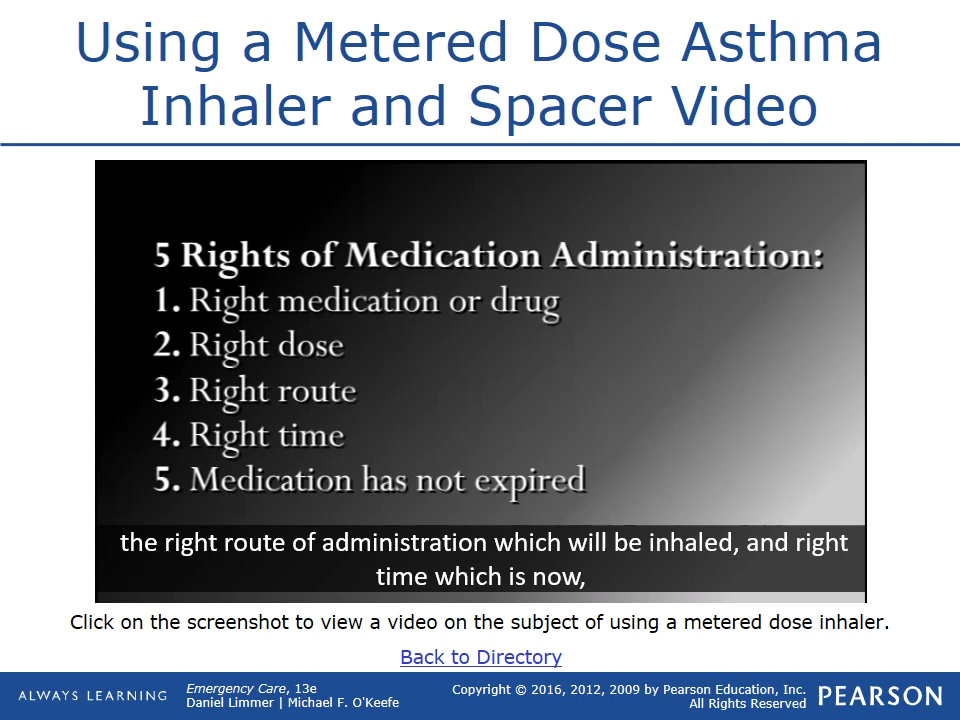 Using a Metered Dose Asthma
Inhaler and Spacer Video
5 Rights of Medication Administration:
1. Right medication or drug
2. Right dose
3. Right route
4. Right time
5. Medication has not expired
the right route of administration which will be inhaled, and right
time which is now,
Click on the screenshot to view a video on the subject of using a metered dose inhaler.
Back to Directory
ALWAYS LEARNING
Emergency Care, 13e
Daniel Limmer | Michael F. O'Keefe
Copyright © 2016, 2012, 2009 by Pearson Education, Inc.
All Rights Reserved
PEARSON